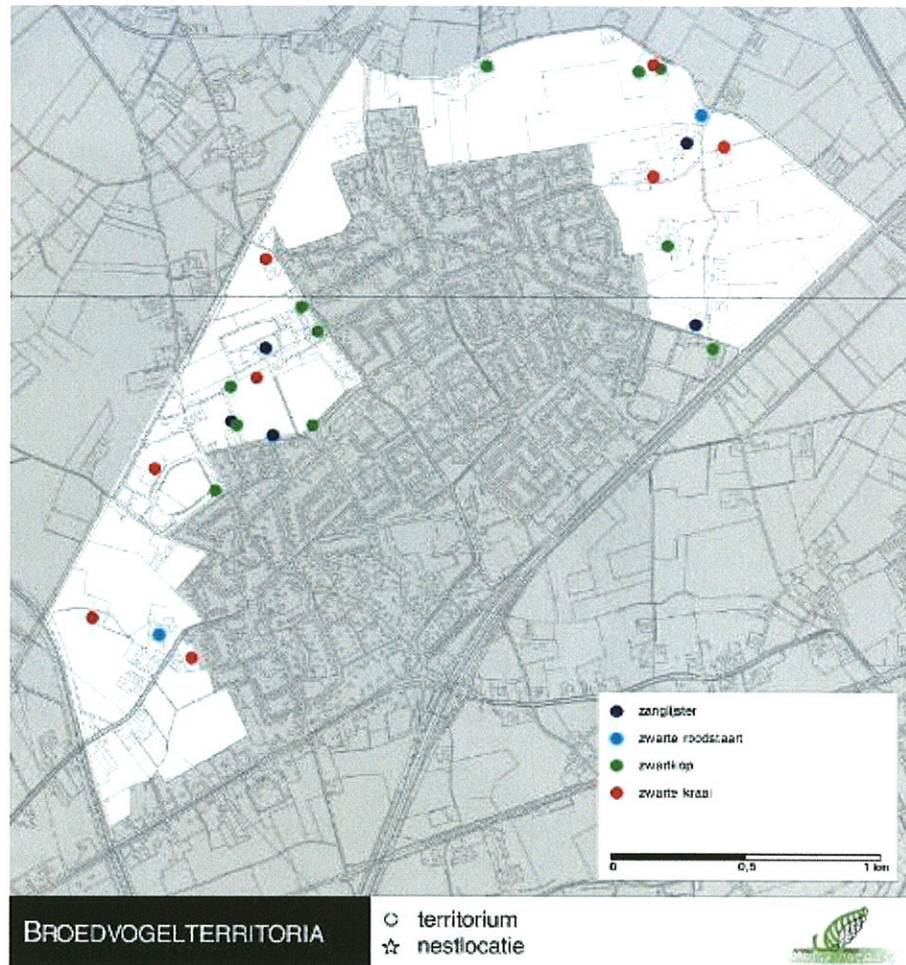 zanglijster
zwarte roodstaart
zwartkop
zwarte kraai
0 0,5 1 km
BROEDVOGELTERRITORIA
territorium
nestlocatie